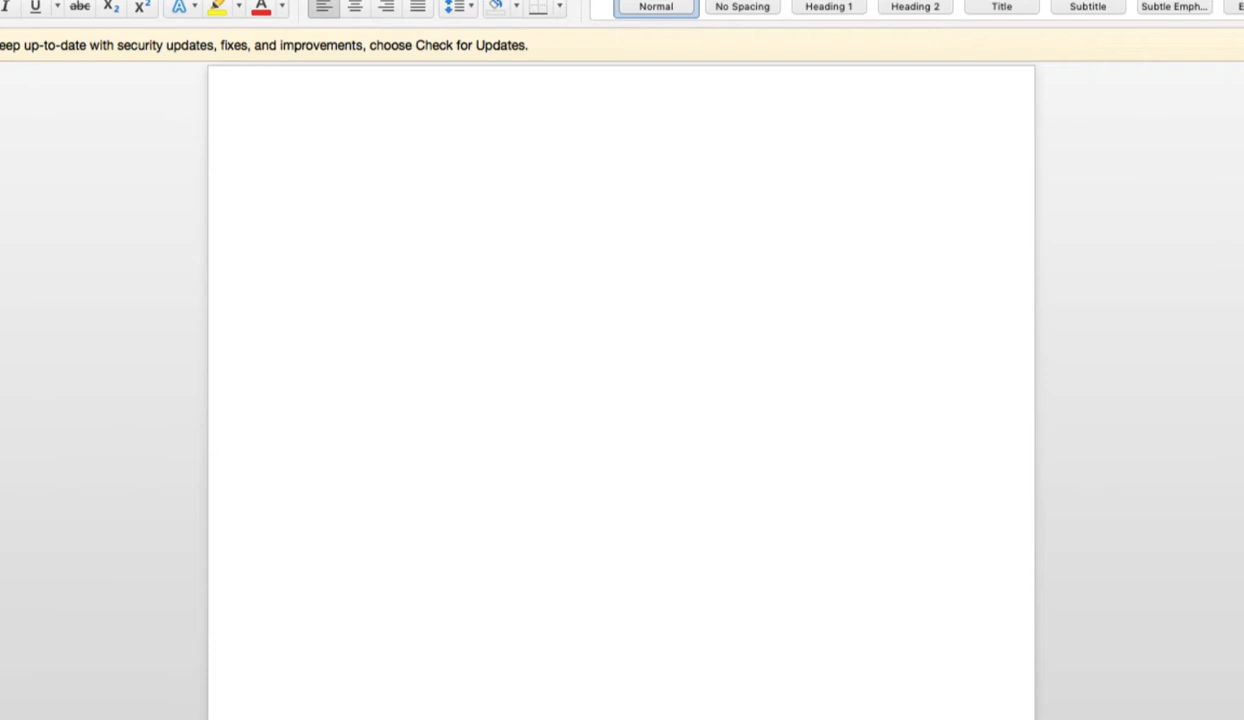 I U abc X₂ X² A A Normal No Spacing Heading 1 Heading 2 Title Subtitle Subtle Emph... E
eep up-to-date with security updates, fixes, and improvements, choose Check for Updates.